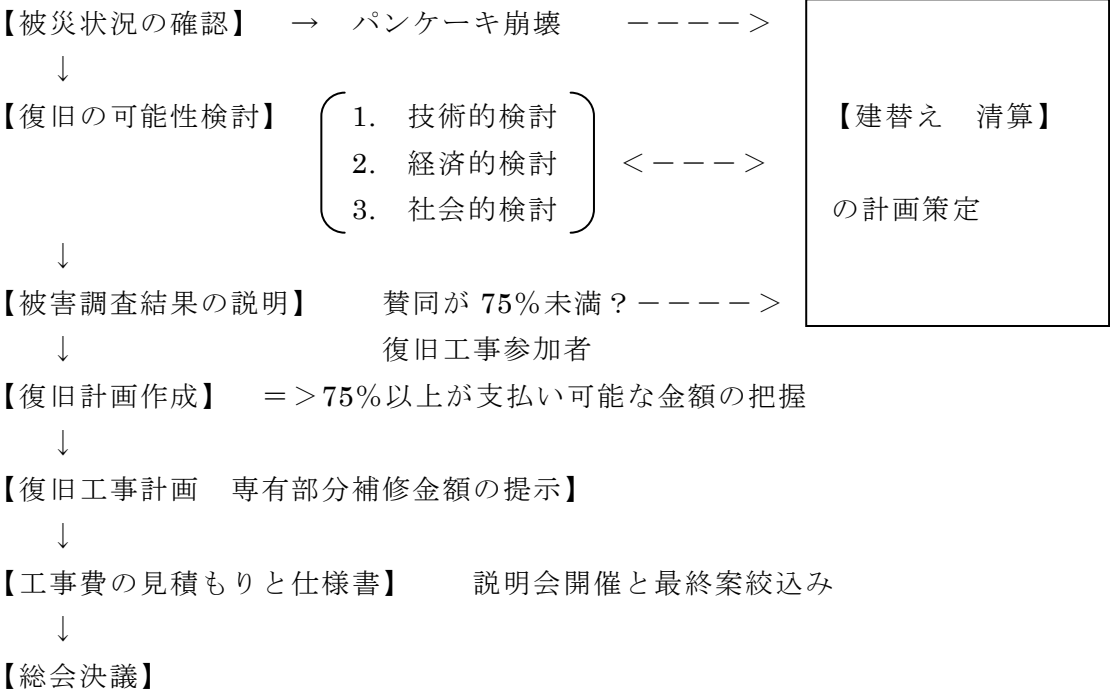 【被災状況の確認】 → パンケーキ崩壊 －－－－＞
↓
【復旧の可能性検討】 1. 技術的検討 【建替え 清算】
2. 経済的検討 ＜－－－＞
3. 社会的検討 の計画策定
↓
【被害調査結果の説明】 賛同が 75％未満？－－－－＞
↓ 復旧工事参加者
【復旧計画作成】 ＝＞75％以上が支払い可能な金額の把握
↓
【復旧工事計画 専有部分補修金額の提示】
↓
【工事費の見積もりと仕様書】 説明会開催と最終案絞込み
↓
【総会決議】